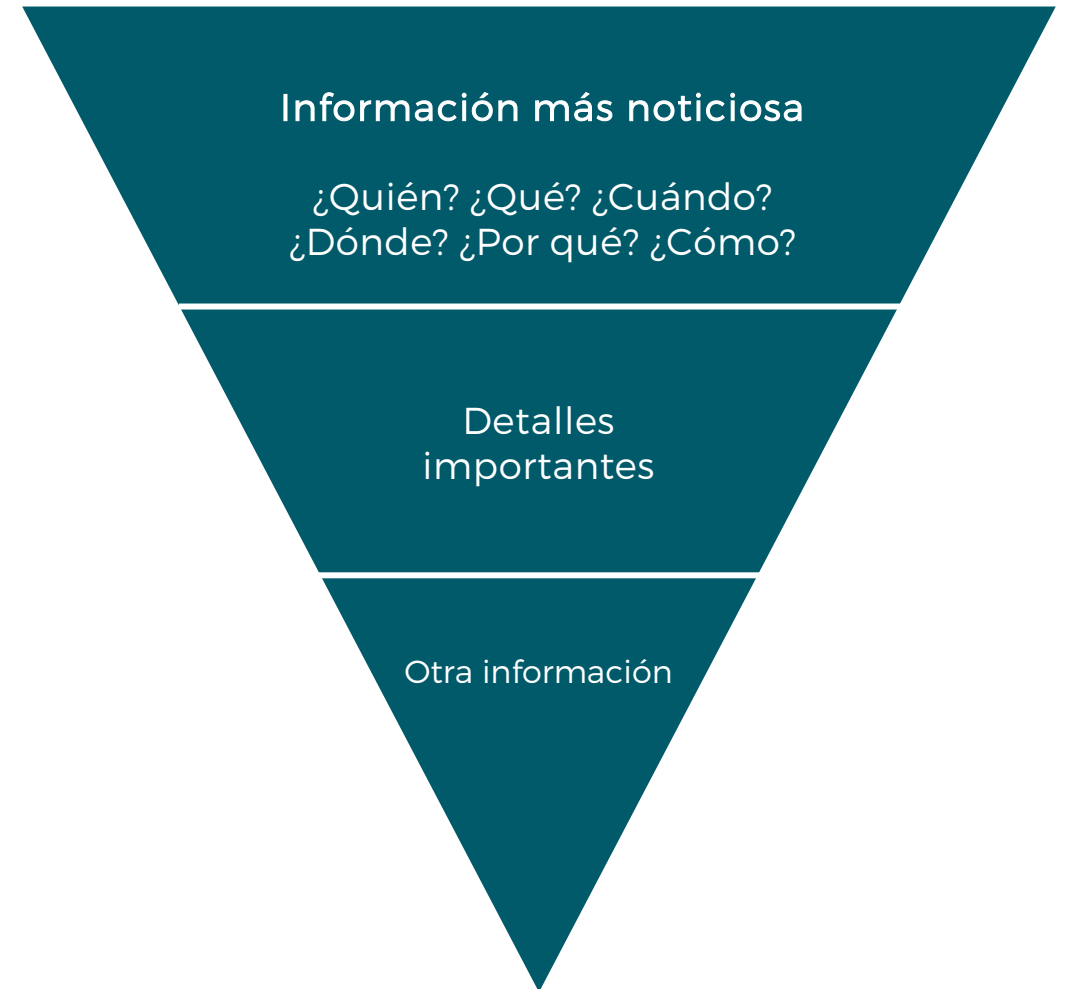 Información más noticiosa
¿Quién? ¿Qué? ¿Cuándo?
¿Dónde? ¿Por qué? ¿Cómo?
Detalles
importantes
Otra información